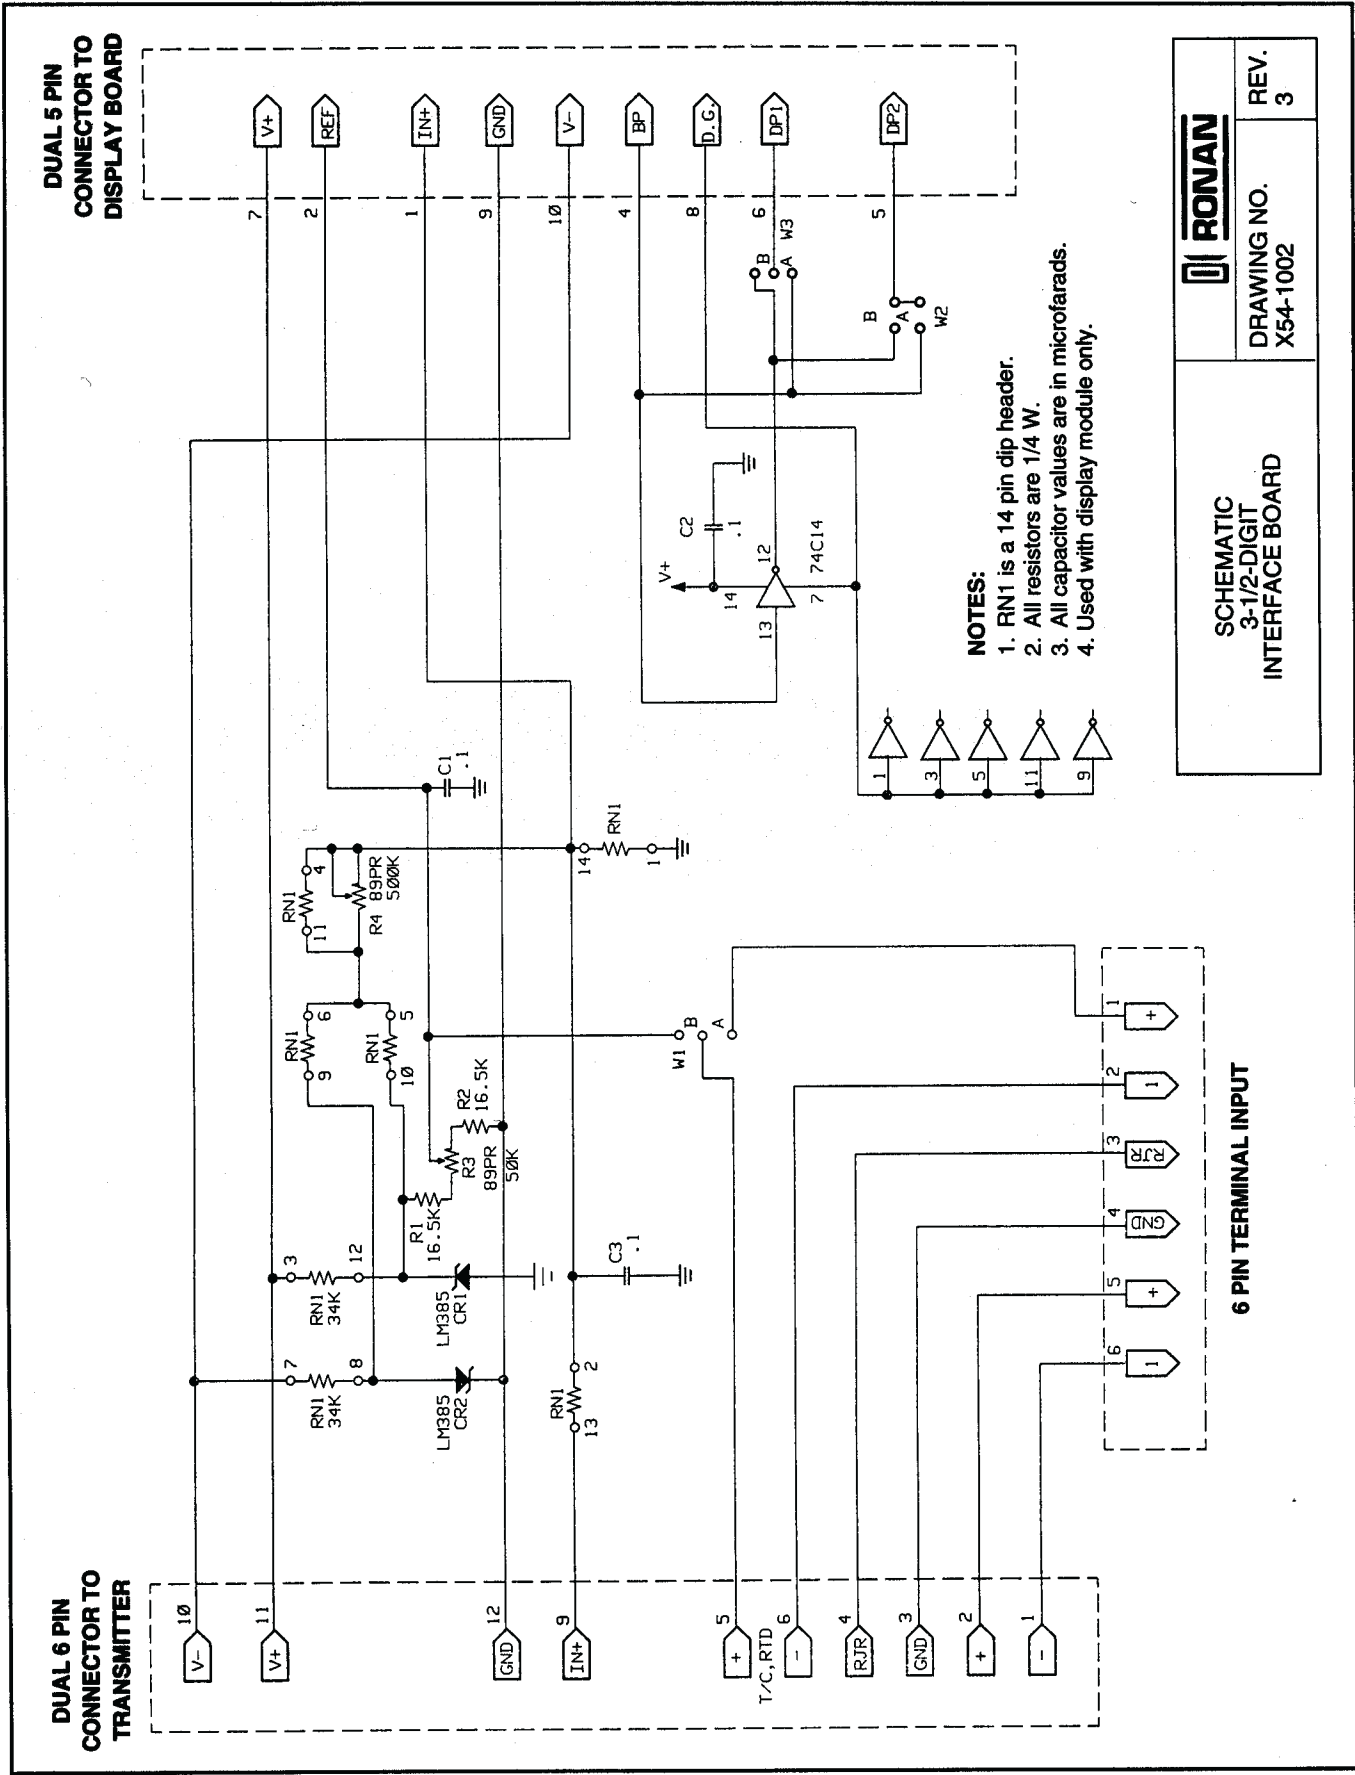 DUAL 6 PIN
CONNECTOR TO
TRANSMITTER
DUAL 5 PIN
CONNECTOR TO
DISPLAY BOARD
V-
10
V+
11
GND
12
IN+
9
+
5
T/C,RTD
-
6
RJR
4
GND
3
+
2
-
1
7
RN1
34K
8
3
RN1
34K
12
LM385
CR2
LM385
CR1
RN1
13
2
C3
.1
R1
16.5K
R3
89PR
50K
R2
16.5K
RN1
9
6
RN1
10
5
RN1
11
4
R4
89PR
500K
14
RN1
1
C1
.1
W1
B
A
6
5
4
3
2
1
-
+
GND
RJR
-
+
6 PIN TERMINAL INPUT
1
3
5
11
9
V+
14
C2
.1
13
12
7
74C14
B
A
W3
B
A
W2
7
V+
2
REF
1
IN+
9
GND
10
V-
4
BP
8
D.G.
6
DP1
5
DP2
NOTES:
1. RN1 is a 14 pin dip header.
2. All resistors are 1/4 W.
3. All capacitor values are in microfarads.
4. Used with display module only.
SCHEMATIC
3-1/2-DIGIT
INTERFACE BOARD
RONAN
DRAWING NO.
X54-1002
REV.
3